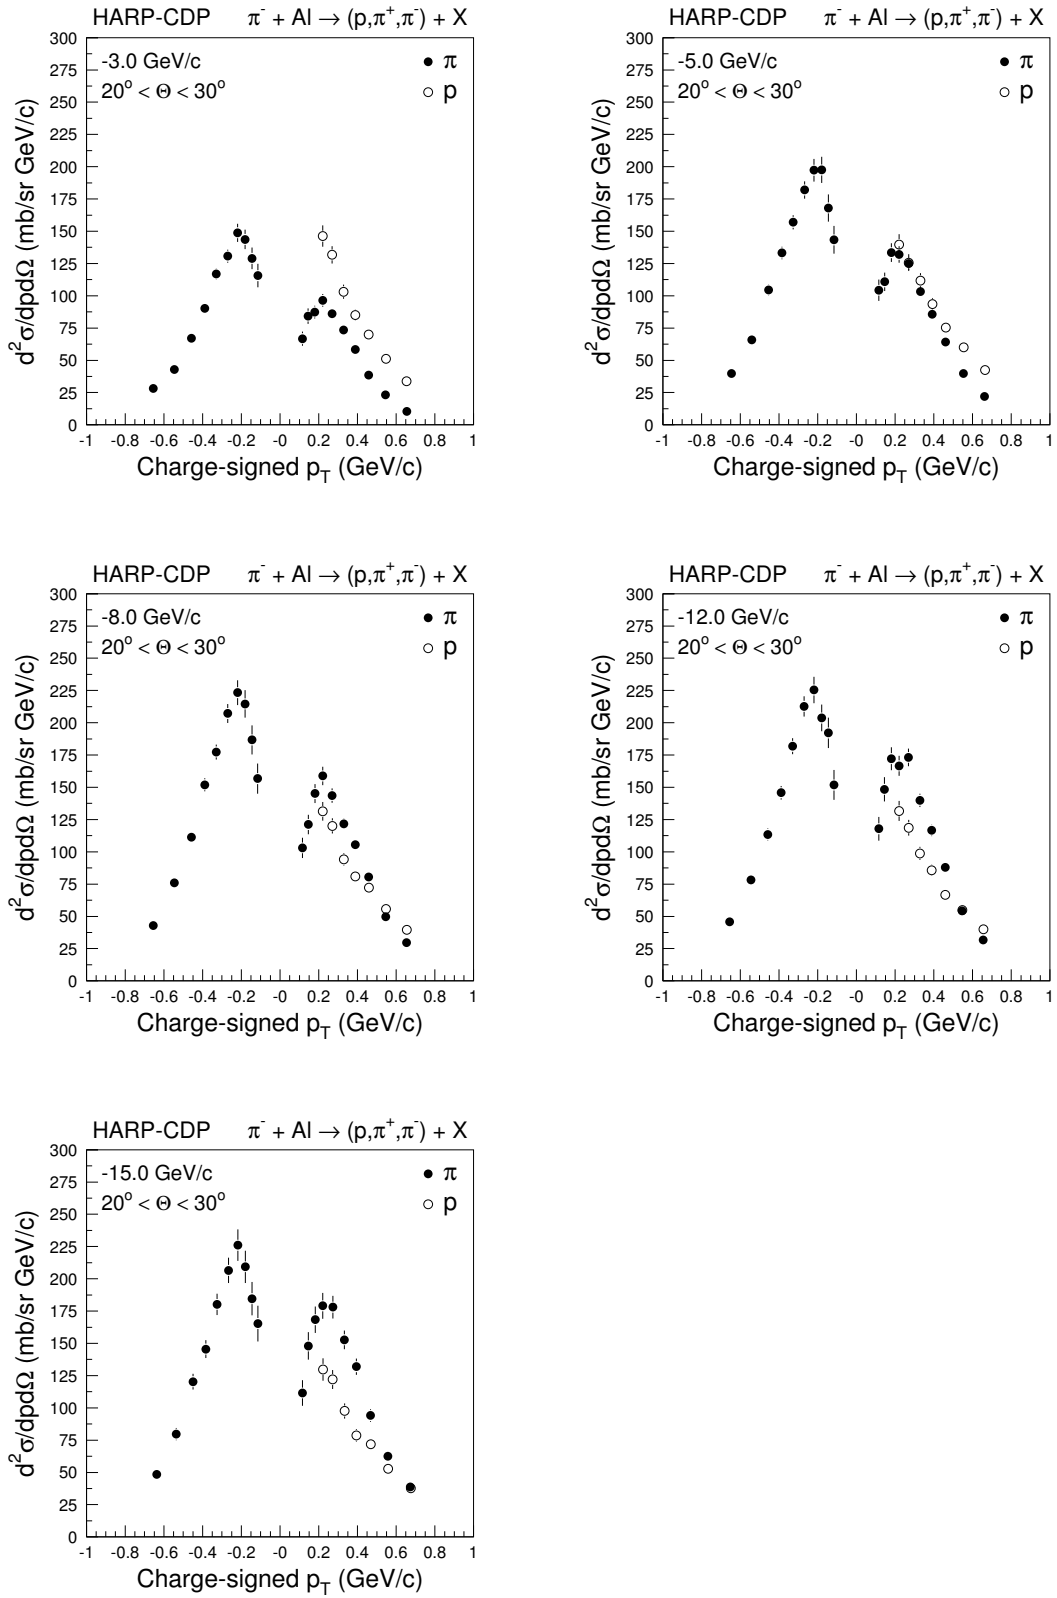 HARP-CDP π⁻ + Al → (p,π⁺,π⁻) + X
-3.0 GeV/c
20° < Θ < 30°
π
p
300
275
250
225
200
175
150
125
100
75
50
25
0
d²σ/dpdΩ (mb/sr GeV/c)
-1 -0.8 -0.6 -0.4 -0.2 -0 0.2 0.4 0.6 0.8 1
Charge-signed p_T (GeV/c)
HARP-CDP π⁻ + Al → (p,π⁺,π⁻) + X
-5.0 GeV/c
20° < Θ < 30°
π
p
300
275
250
225
200
175
150
125
100
75
50
25
0
d²σ/dpdΩ (mb/sr GeV/c)
-1 -0.8 -0.6 -0.4 -0.2 -0 0.2 0.4 0.6 0.8 1
Charge-signed p_T (GeV/c)
HARP-CDP π⁻ + Al → (p,π⁺,π⁻) + X
-8.0 GeV/c
20° < Θ < 30°
π
p
300
275
250
225
200
175
150
125
100
75
50
25
0
d²σ/dpdΩ (mb/sr GeV/c)
-1 -0.8 -0.6 -0.4 -0.2 -0 0.2 0.4 0.6 0.8 1
Charge-signed p_T (GeV/c)
HARP-CDP π⁻ + Al → (p,π⁺,π⁻) + X
-12.0 GeV/c
20° < Θ < 30°
π
p
300
275
250
225
200
175
150
125
100
75
50
25
0
d²σ/dpdΩ (mb/sr GeV/c)
-1 -0.8 -0.6 -0.4 -0.2 -0 0.2 0.4 0.6 0.8 1
Charge-signed p_T (GeV/c)
HARP-CDP π⁻ + Al → (p,π⁺,π⁻) + X
-15.0 GeV/c
20° < Θ < 30°
π
p
300
275
250
225
200
175
150
125
100
75
50
25
0
d²σ/dpdΩ (mb/sr GeV/c)
-1 -0.8 -0.6 -0.4 -0.2 -0 0.2 0.4 0.6 0.8 1
Charge-signed p_T (GeV/c)